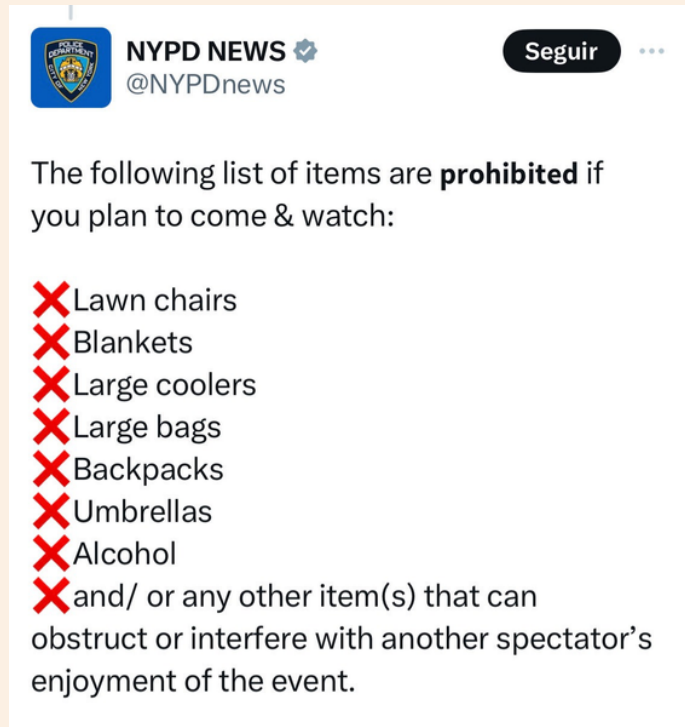 NYPD NEWS
@NYPDnews
Seguir
The following list of items are prohibited if
you plan to come & watch:
❌Lawn chairs
❌Blankets
❌Large coolers
❌Large bags
❌Backpacks
❌Umbrellas
❌Alcohol
❌and/ or any other item(s) that can
obstruct or interfere with another spectator’s
enjoyment of the event.